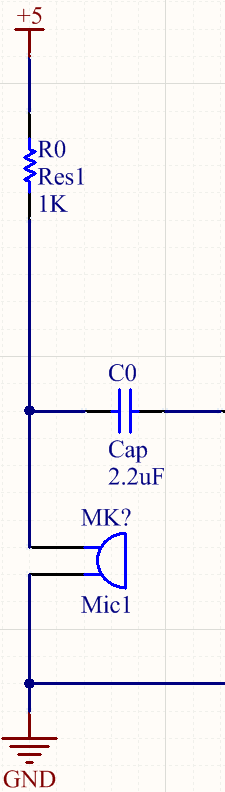 +5
R0
Res1
1K
C0
Cap
2.2uF
MK?
Mic1
GND